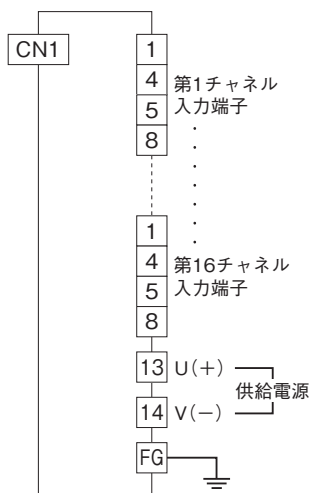 CN1
1
4
5
8
第1チャネル
入力端子
1
4
5
8
第16チャネル
入力端子
13 U(+)
14 V(−)
供給電源
FG